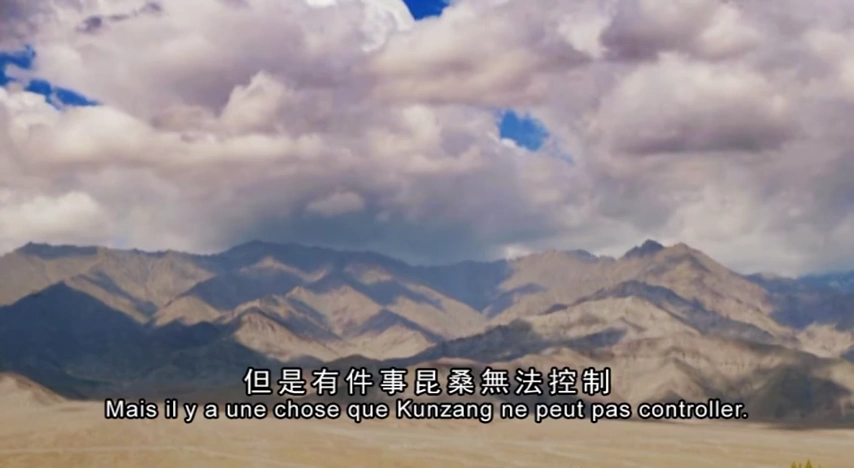 但是有件事昆桑無法控制
Mais il y a une chose que Kunzang ne peut pas controller.